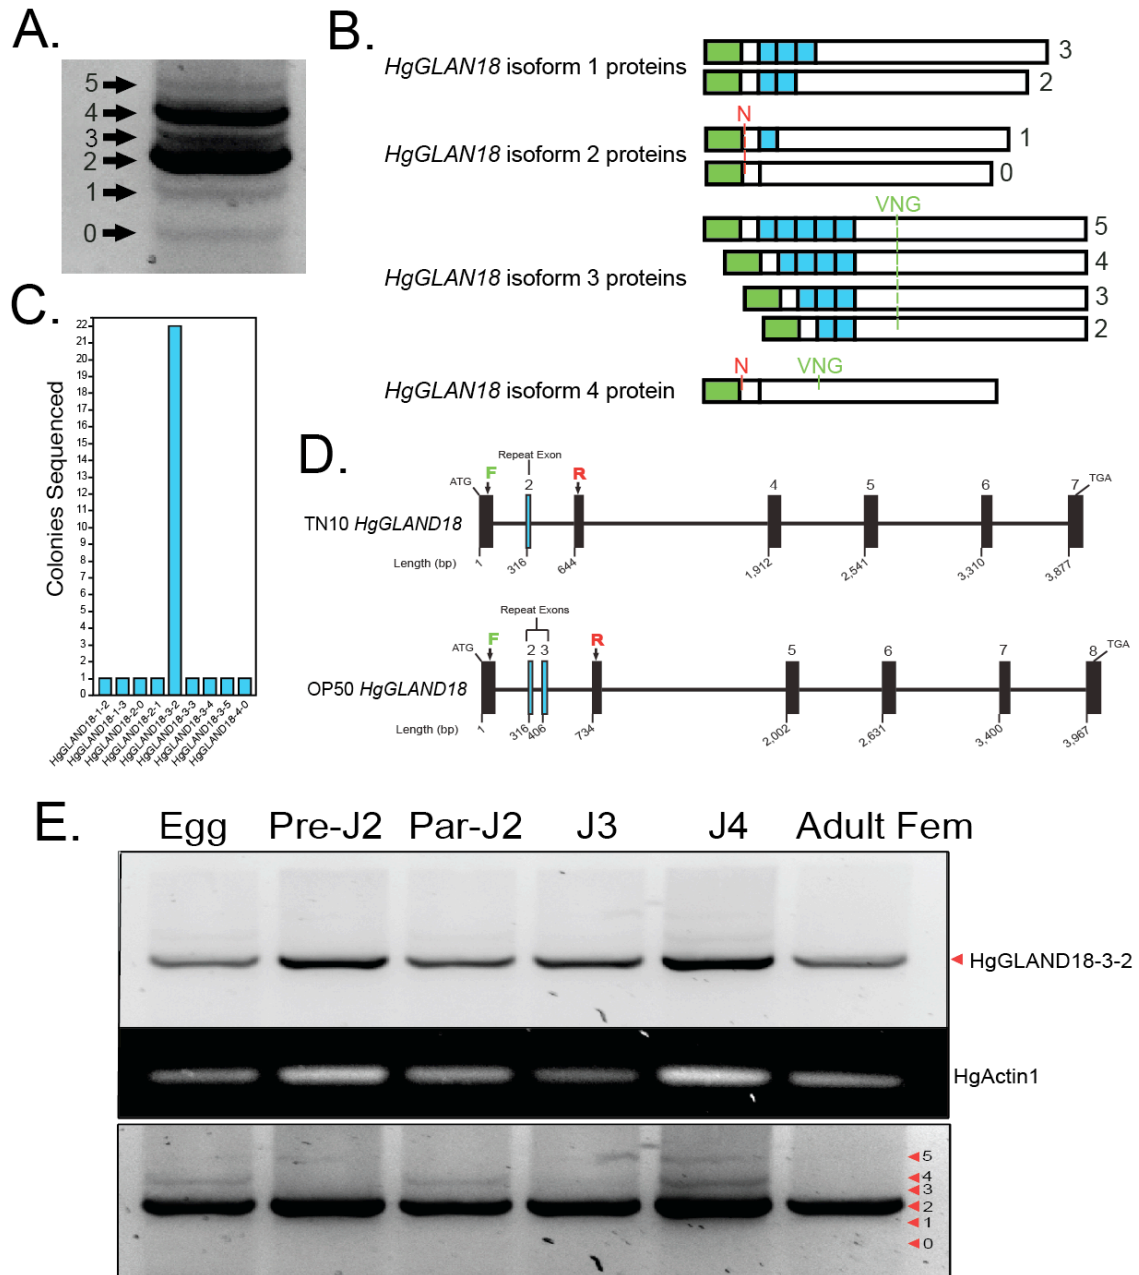 A.
5
4
3
2
1
0
B.
HgGLAN18 isoform 1 proteins
3
2
N
HgGLAN18 isoform 2 proteins
1
0
VNG
HgGLAN18 isoform 3 proteins
5
4
3
2
N
VNG
HgGLAN18 isoform 4 protein
C.
Colonies Sequenced
22
21
20
19
18
17
16
15
14
13
12
11
10
9
8
7
6
5
4
3
2
1
0
HgGLAND18-1-2
HgGLAND18-1-3
HgGLAND18-2-0
HgGLAND18-2-1
HgGLAND18-3-2
HgGLAND18-3-3
HgGLAND18-3-4
HgGLAND18-3-5
HgGLAND18-4-0
D.
Repeat Exon
ATG F 2 R 4 5 6 7 TGA
TN10 HgGLAND18
Length (bp) 1 316 644 1,912 2,541 3,310 3,877
Repeat Exons
ATG F 2 3 R 5 6 7 8 TGA
OP50 HgGLAND18
Length (bp) 1 316 406 734 2,002 2,631 3,400 3,967
E.
Egg Pre-J2 Par-J2 J3 J4 Adult Fem
HgGLAND18-3-2
HgActin1
5
4
3
2
1
0